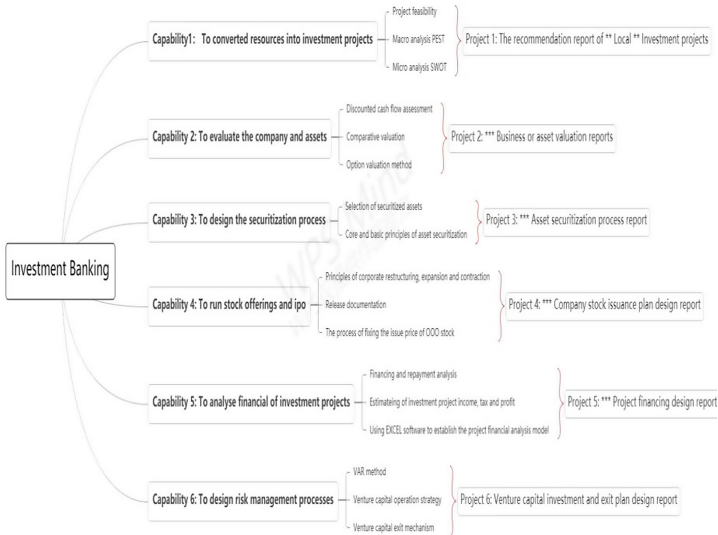 Investment Banking
Capability1: To converted resources into investment projects
Project feasibility
Macro analysis PEST
Micro analysis SWOT
Project 1: The recommendation report of ** Local ** Investment projects
Capability 2: To evaluate the company and assets
Discounted cash flow assessment
Comparative valuation
Option valuation method
Project 2: *** Business or asset valuation reports
Capability 3: To design the securitization process
Selection of securitized assets
Core and basic principles of asset securitization
Project 3: *** Asset securitization process report
Capability 4: To run stock offerings and ipo
Principles of corporate restructuring, expansion and contraction
Release documentation
The process of fixing the issue price of OOO stock
Project 4: *** Company stock issuance plan design report
Capability 5: To analyse financial of investment projects
Financing and repayment analysis
Estimateing of investment project income, tax and profit
Using EXCEL software to establish the project financial analysis model
Project 5: *** Project financing design report
Capability 6: To design risk management processes
VAR method
Venture capital operation strategy
Venture capital exit mechanism
Project 6: Venture capital investment and exit plan design report